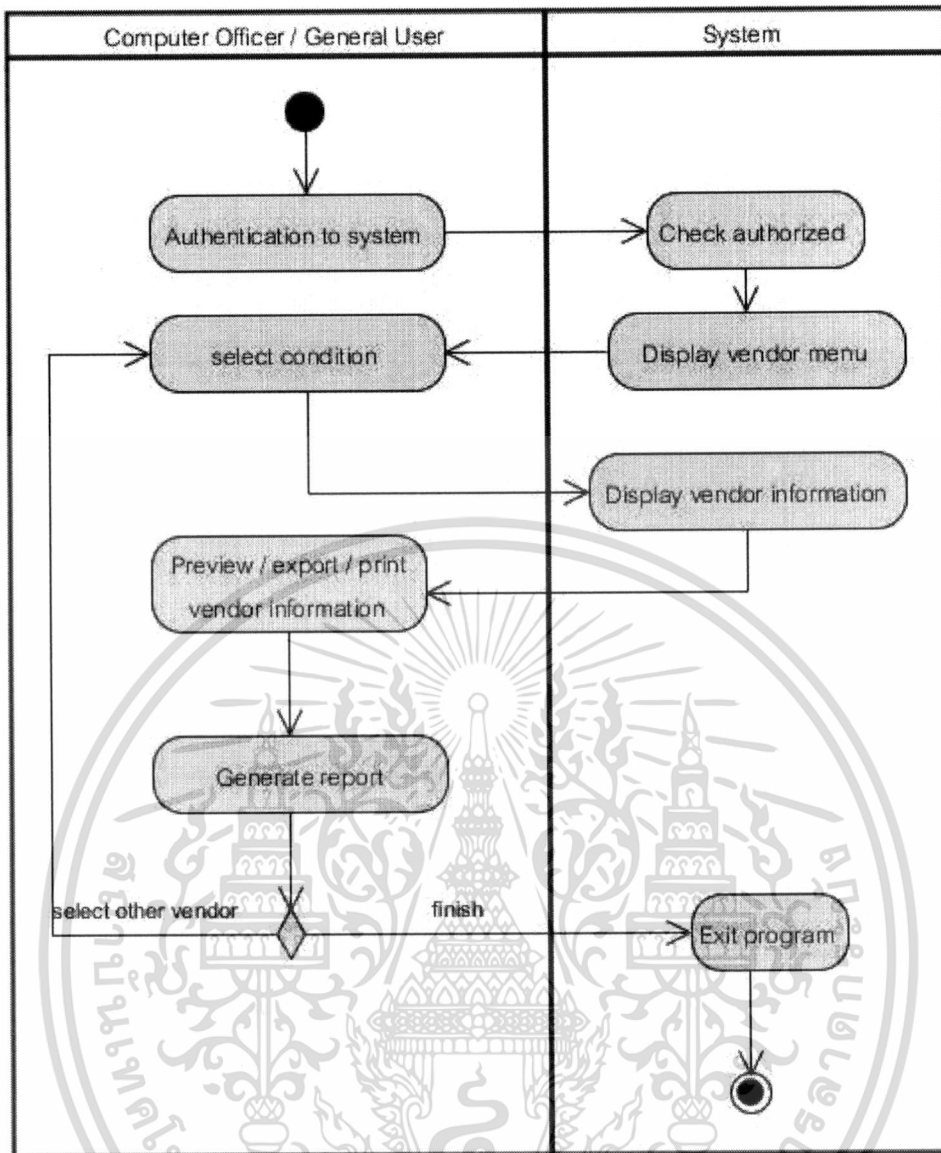 Computer Officer / General User
System
Authentication to system
Check authorized
select condition
Display vendor menu
Display vendor information
Preview / export / print
vendor information
Generate report
select other vendor
finish
Exit program